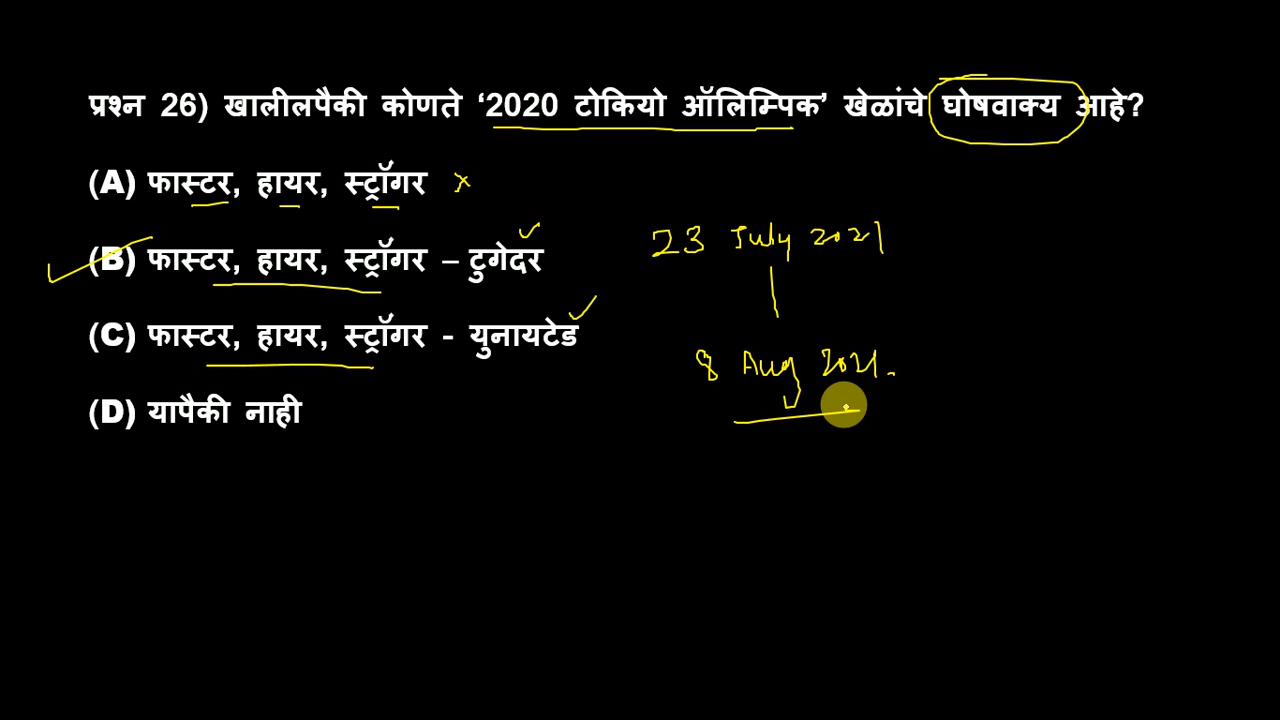 प्रश्न 26) खालीलपैकी कोणते ‘2020 टोकियो ऑलिम्पिक’ खेळांचे घोषवाक्य आहे?
(A) फास्टर, हायर, स्ट्रॉगर
(B) फास्टर, हायर, स्ट्रॉगर – टुगेदर
(C) फास्टर, हायर, स्ट्रॉगर - युनायटेड
(D) यापैकी नाही
23 July 2021
8 Aug 2021.